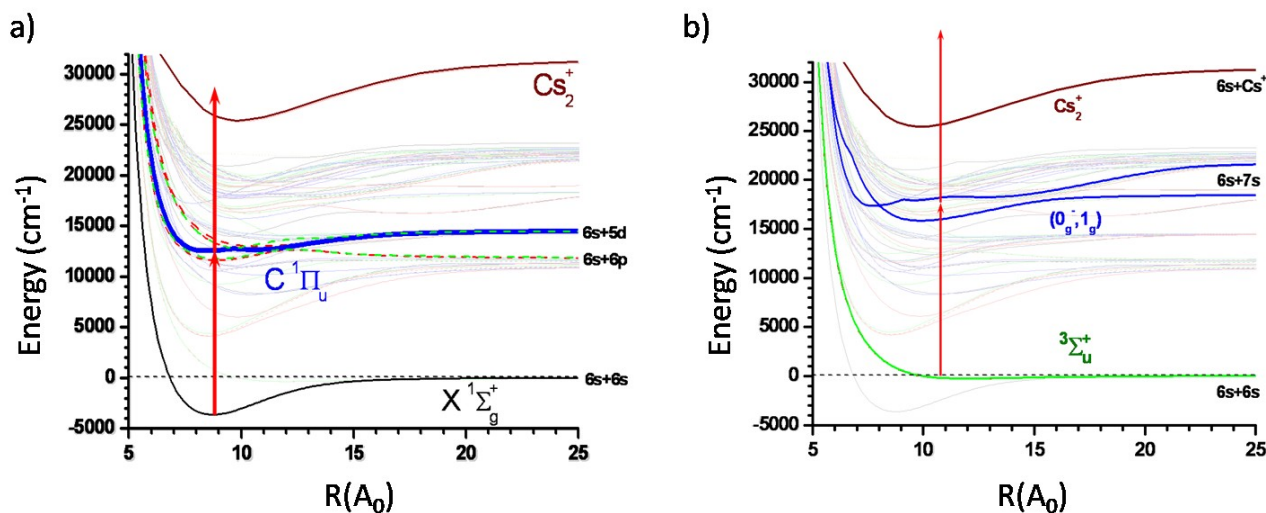 a)
30000
25000
20000
15000
10000
5000
0
-5000
Energy (cm⁻¹)
Cs₂⁺
6s+5d
6s+6p
C ¹Πᵤ
6s+6s
X ¹Σg⁺
5 10 15 20 25
R(A₀)
b)
30000
25000
20000
15000
10000
5000
0
-5000
Energy (cm⁻¹)
6s+Cs⁺
Cs₂⁺
6s+7s
(0g⁻,1g)
³Σᵤ⁺
6s+6s
5 10 15 20 25
R(A₀)